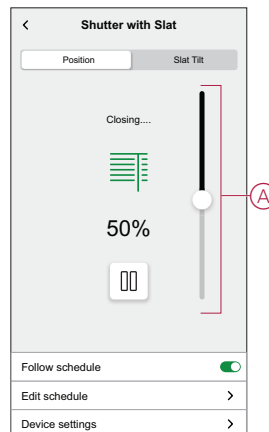 Shutter with Slat
Position Slat Tilt
Closing....
50%
A
Follow schedule
Edit schedule
Device settings